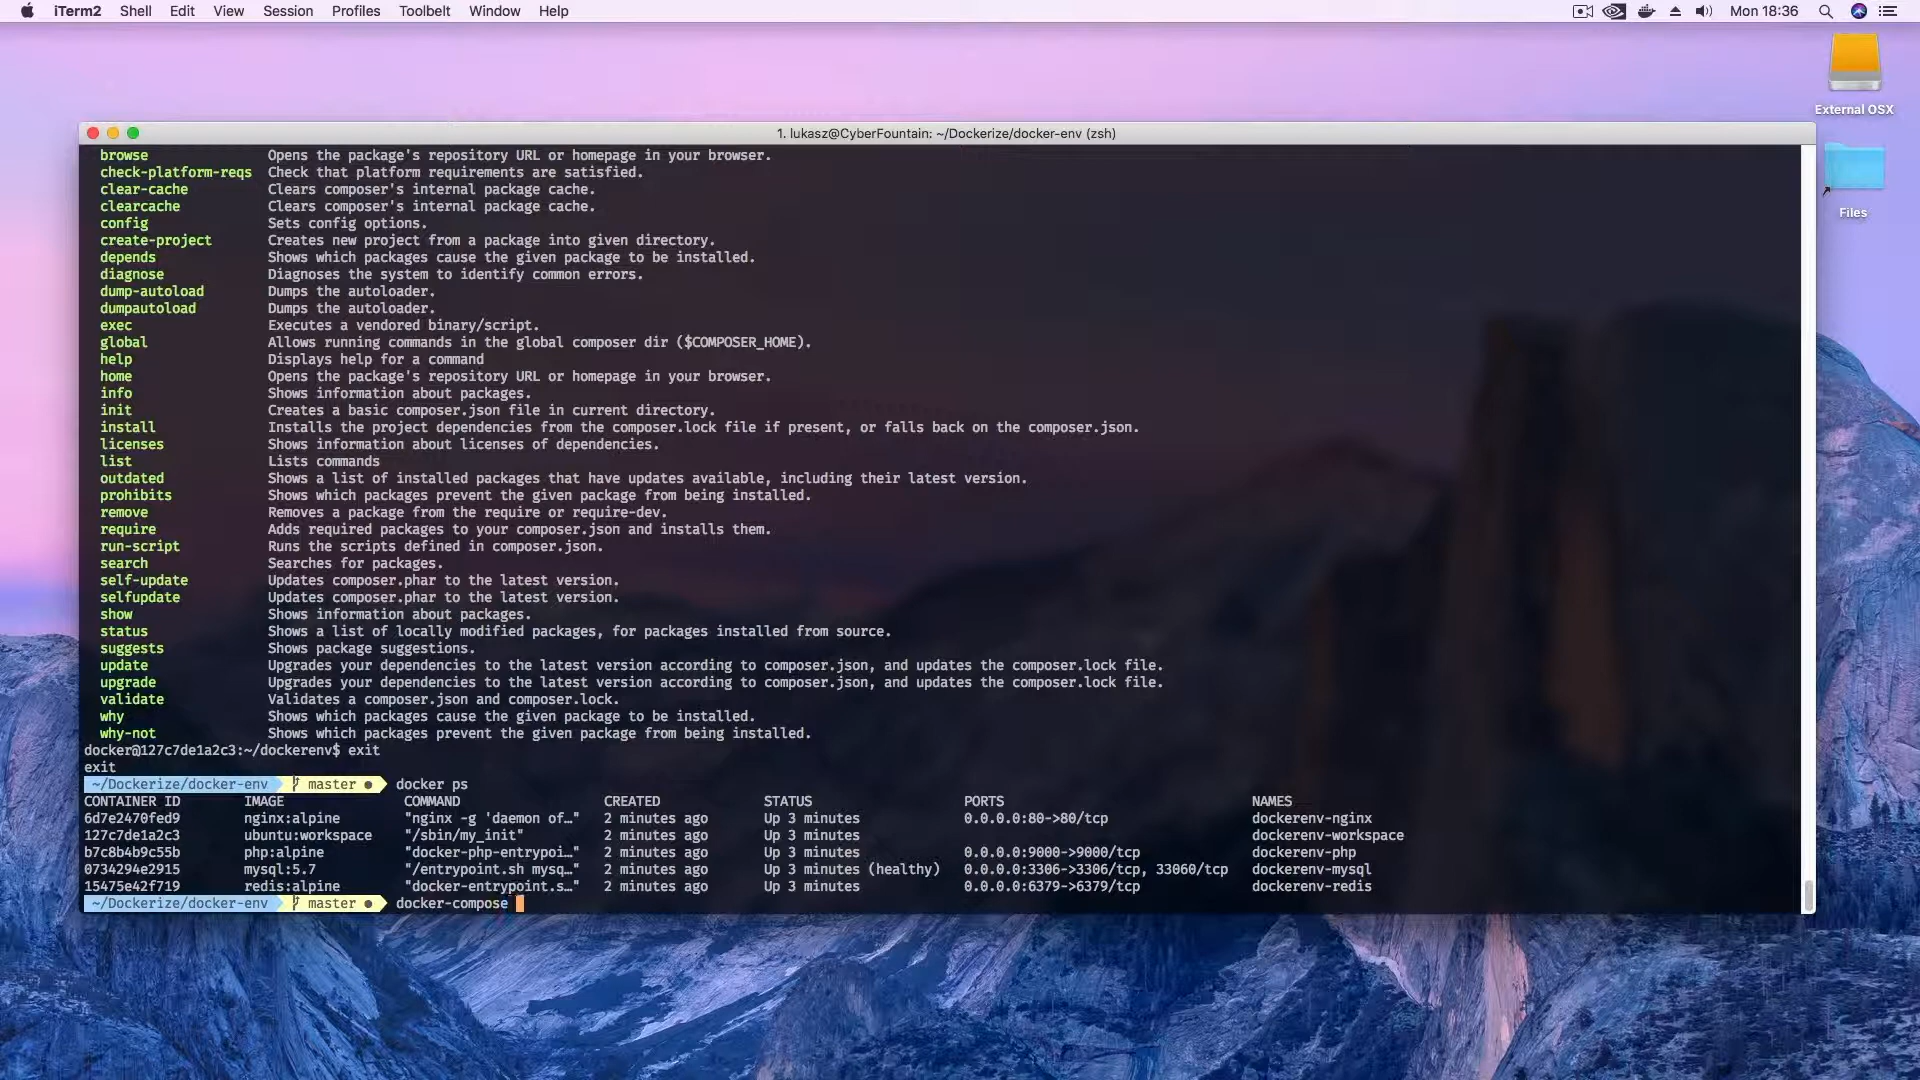 iTerm2 Shell Edit View Session Profiles Toolbelt Window Help Mon 18:36
External OSX
Files
1. lukasz@CyberFountain: ~/Dockerize/docker-env (zsh)
browse Opens the package's repository URL or homepage in your browser.
check-platform-reqs Check that platform requirements are satisfied.
clear-cache Clears composer's internal package cache.
clearcache Clears composer's internal package cache.
config Sets config options.
create-project Creates new project from a package into given directory.
depends Shows which packages cause the given package to be installed.
diagnose Diagnoses the system to identify common errors.
dump-autoload Dumps the autoloader.
dumpautoload Dumps the autoloader.
exec Executes a vendored binary/script.
global Allows running commands in the global composer dir ($COMPOSER_HOME).
help Displays help for a command
home Opens the package's repository URL or homepage in your browser.
info Shows information about packages.
init Creates a basic composer.json file in current directory.
install Installs the project dependencies from the composer.lock file if present, or falls back on the composer.json.
licenses Shows information about licenses of dependencies.
list Lists commands
outdated Shows a list of installed packages that have updates available, including their latest version.
prohibits Shows which packages prevent the given package from being installed.
remove Removes a package from the require or require-dev.
require Adds required packages to your composer.json and installs them.
run-script Runs the scripts defined in composer.json.
search Searches for packages.
self-update Updates composer.phar to the latest version.
selfupdate Updates composer.phar to the latest version.
show Shows information about packages.
status Shows a list of locally modified packages, for packages installed from source.
suggests Shows package suggestions.
update Upgrades your dependencies to the latest version according to composer.json, and updates the composer.lock file.
upgrade Upgrades your dependencies to the latest version according to composer.json, and updates the composer.lock file.
validate Validates a composer.json and composer.lock.
why Shows which packages cause the given package to be installed.
why-not Shows which packages prevent the given package from being installed.
docker@127c7de1a2c3:~/dockerenv$ exit
exit
~/Dockerize/docker-env master ● docker ps
CONTAINER ID IMAGE COMMAND CREATED STATUS PORTS NAMES
6d7e2470fed9 nginx:alpine "nginx -g 'daemon of…" 2 minutes ago Up 3 minutes 0.0.0.0:80->80/tcp dockerenv-nginx
127c7de1a2c3 ubuntu:workspace "/sbin/my_init" 2 minutes ago Up 3 minutes dockerenv-workspace
b7c8b4b9c55b php:alpine "docker-php-entrypoi…" 2 minutes ago Up 3 minutes 0.0.0.0:9000->9000/tcp dockerenv-php
0734294e2915 mysql:5.7 "/entrypoint.sh mysq…" 2 minutes ago Up 3 minutes (healthy) 0.0.0.0:3306->3306/tcp, 33060/tcp dockerenv-mysql
15475e42f719 redis:alpine "docker-entrypoint.s…" 2 minutes ago Up 3 minutes 0.0.0.0:6379->6379/tcp dockerenv-redis
~/Dockerize/docker-env master ● docker-compose